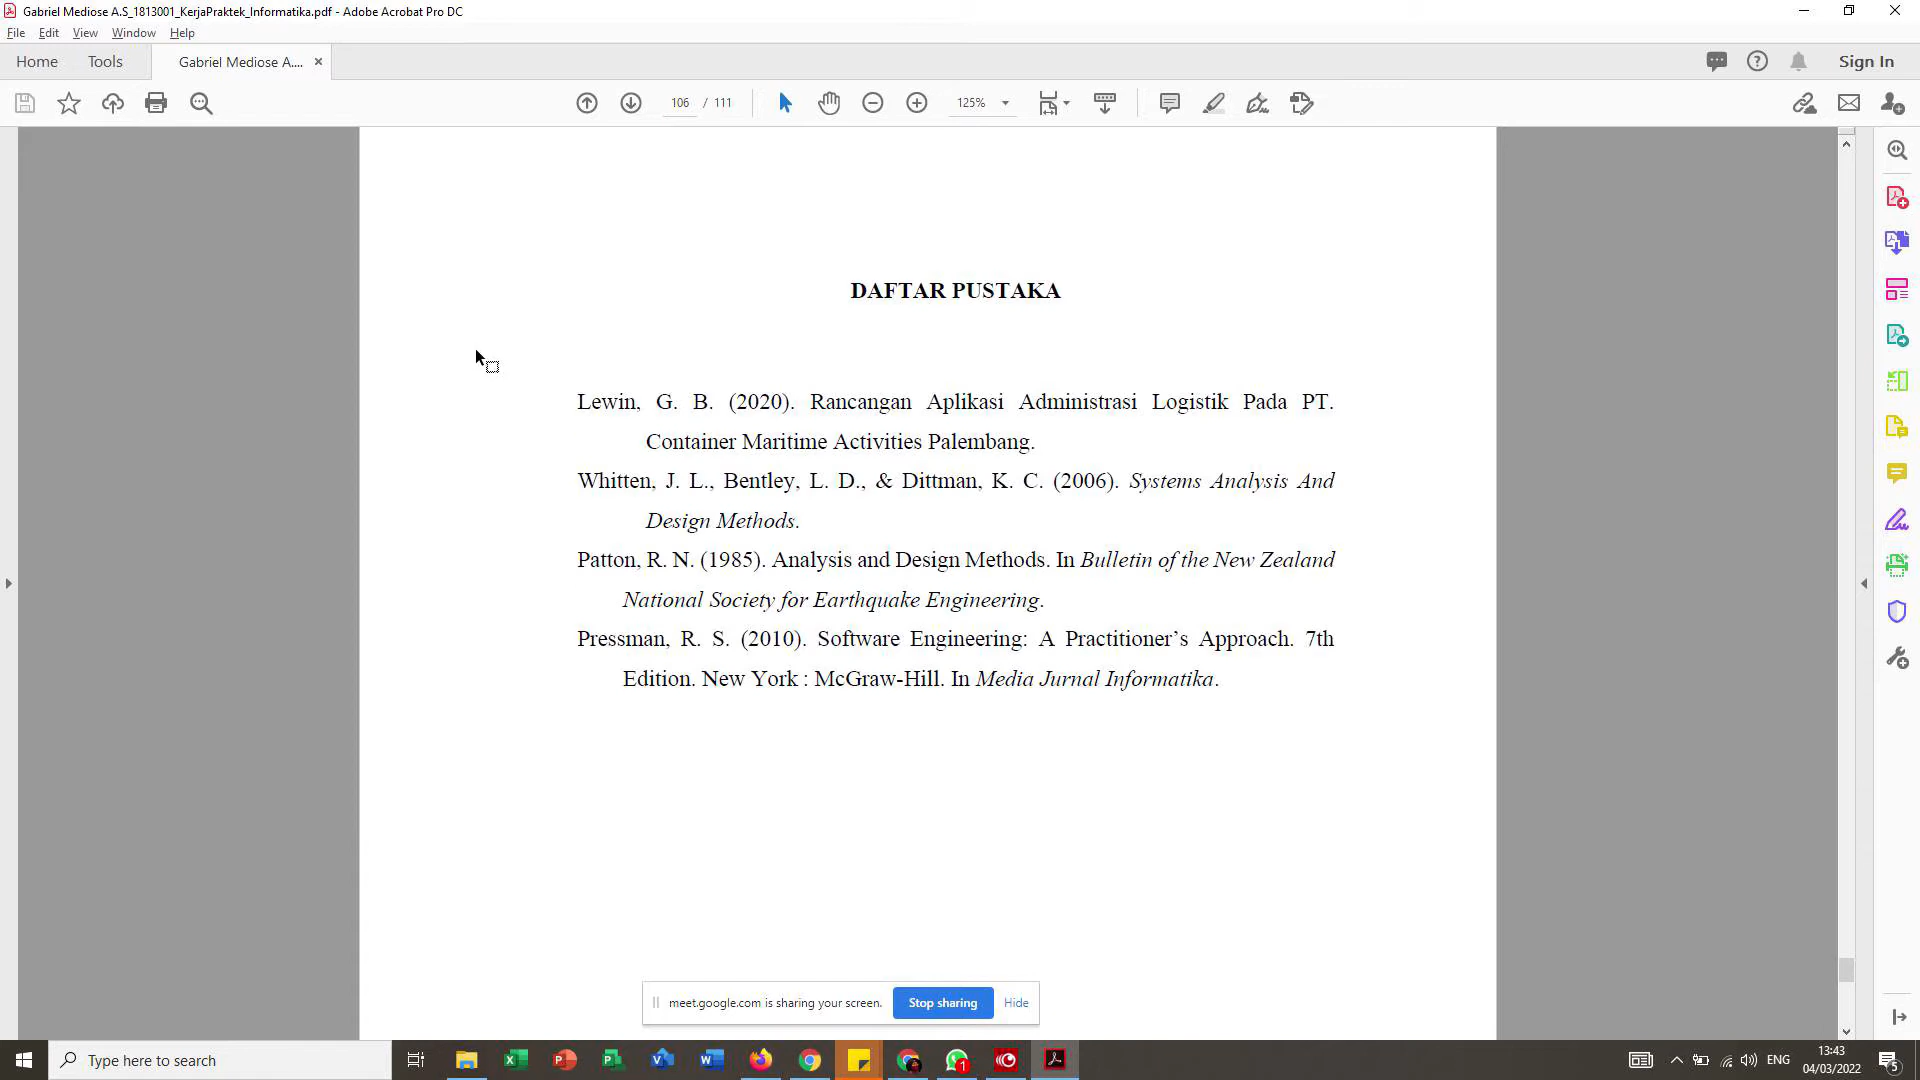 Gabriel Mediose A.S_1813001_KerjaPraktek_Informatika.pdf - Adobe Acrobat Pro DC
File Edit View Window Help
Home Tools Gabriel Mediose A.... × Sign In
106 / 111 125%
DAFTAR PUSTAKA
Lewin, G. B. (2020). Rancangan Aplikasi Administrasi Logistik Pada PT.
Container Maritime Activities Palembang.
Whitten, J. L., Bentley, L. D., & Dittman, K. C. (2006). Systems Analysis And
Design Methods.
Patton, R. N. (1985). Analysis and Design Methods. In Bulletin of the New Zealand
National Society for Earthquake Engineering.
Pressman, R. S. (2010). Software Engineering: A Practitioner’s Approach. 7th
Edition. New York : McGraw-Hill. In Media Jurnal Informatika.
meet.google.com is sharing your screen. Stop sharing Hide
Type here to search
1
ENG
13:43
04/03/2022
5